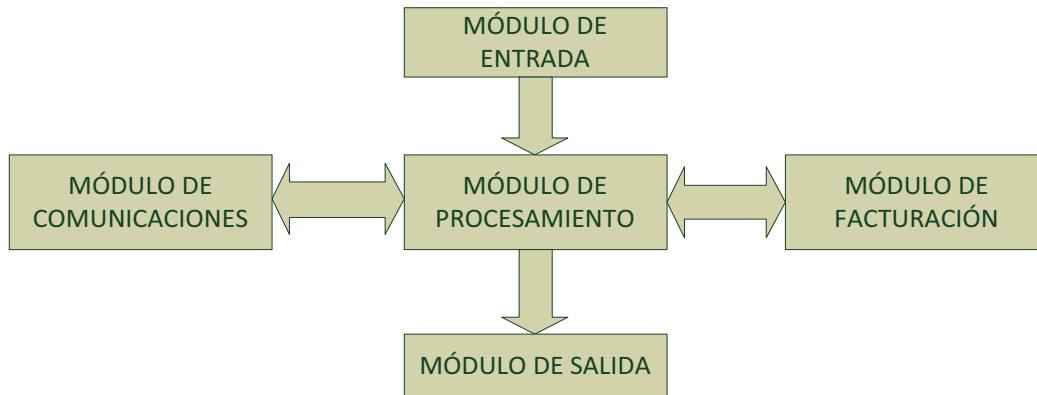 MÓDULO DE
ENTRADA
MÓDULO DE
COMUNICACIONES
MÓDULO DE
PROCESAMIENTO
MÓDULO DE
FACTURACIÓN
MÓDULO DE SALIDA